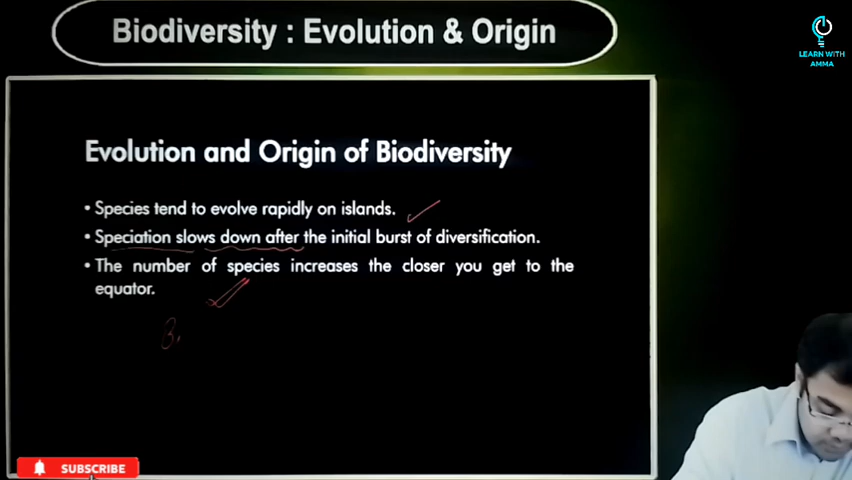 Biodiversity : Evolution & Origin
LEARN WITH
AMMA
Evolution and Origin of Biodiversity
• Species tend to evolve rapidly on islands.
• Speciation slows down after the initial burst of diversification.
• The number of species increases the closer you get to the
equator.
B.
SUBSCRIBE